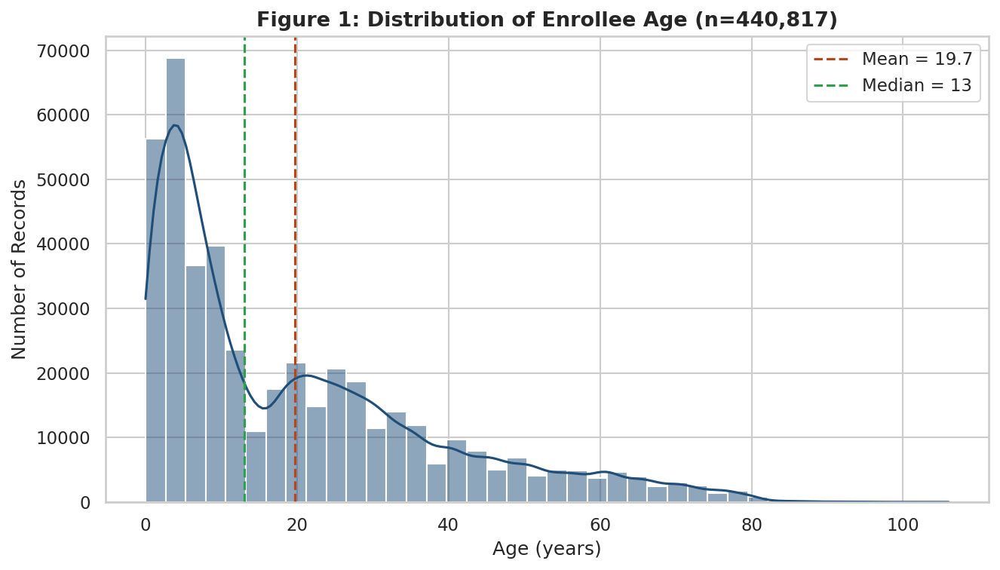 Figure 1: Distribution of Enrollee Age (n=440,817)
Mean = 19.7
Median = 13
70000
60000
50000
40000
30000
20000
10000
0
Number of Records
0 20 40 60 80 100
Age (years)